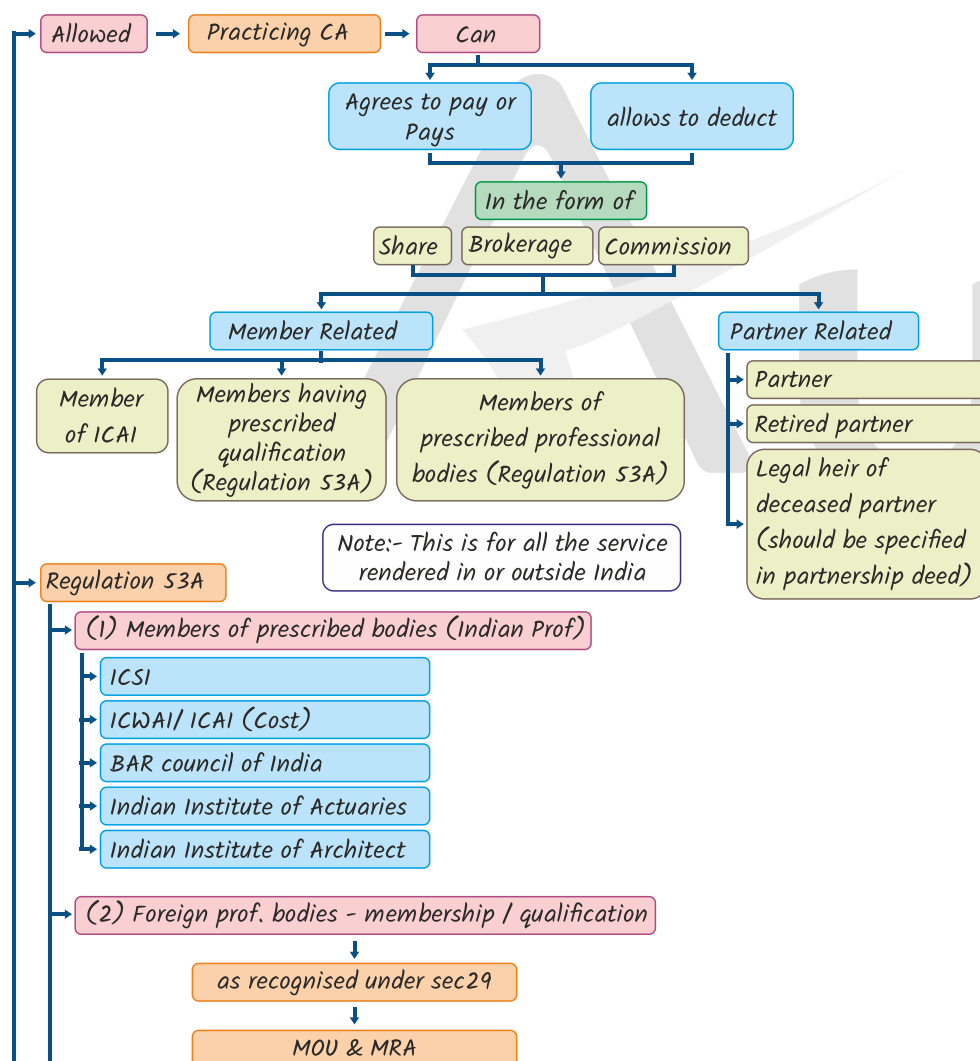 Allowed
Practicing CA
Can
Agrees to pay or
Pays
allows to deduct
In the form of
Share
Brokerage
Commission
Member Related
Partner Related
Member
of ICAI
Members having
prescribed
qualification
(Regulation 53A)
Members of
prescribed professional
bodies (Regulation 53A)
Partner
Retired partner
Legal heir of
deceased partner
(should be specified
in partnership deed)
Note:- This is for all the service
rendered in or outside India
Regulation 53A
(1) Members of prescribed bodies (Indian Prof)
ICSI
ICWAI/ ICAI (Cost)
BAR council of India
Indian Institute of Actuaries
Indian Institute of Architect
(2) Foreign prof. bodies - membership / qualification
as recognised under sec29
MOU & MRA